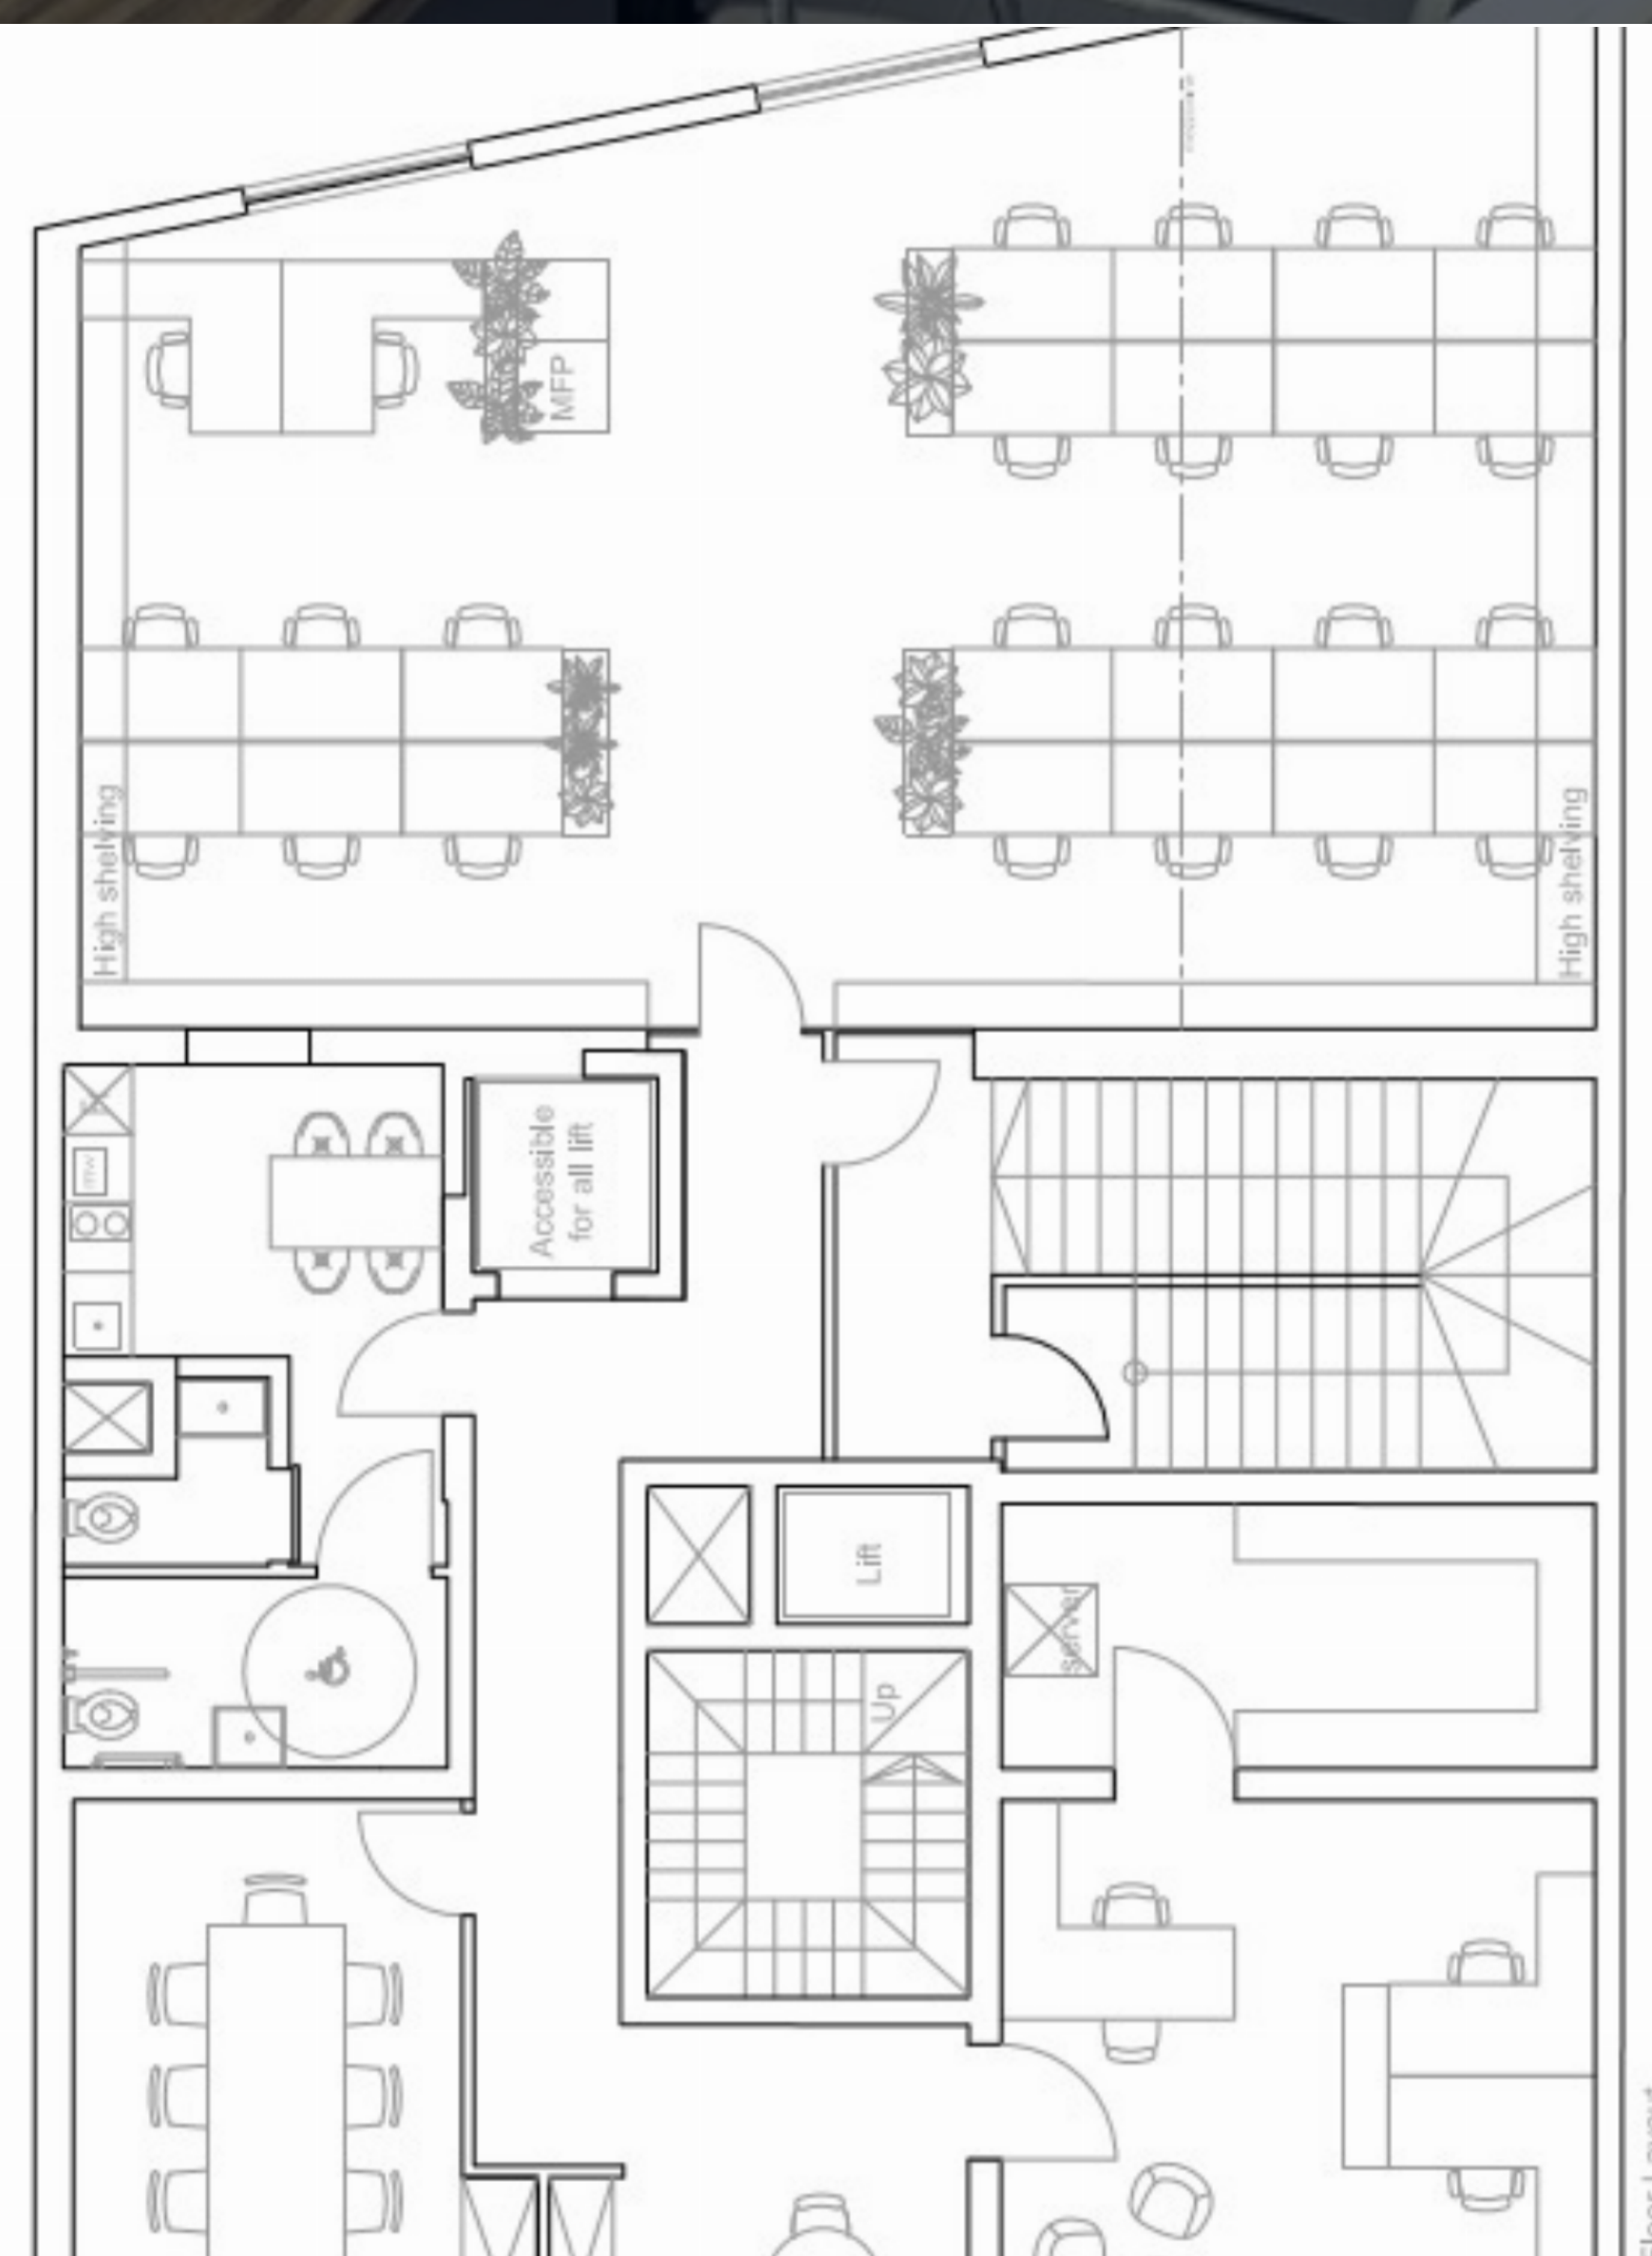 MFP
High shelving
High shelving
Accessible
for all lift
mw
Lift
server
Up